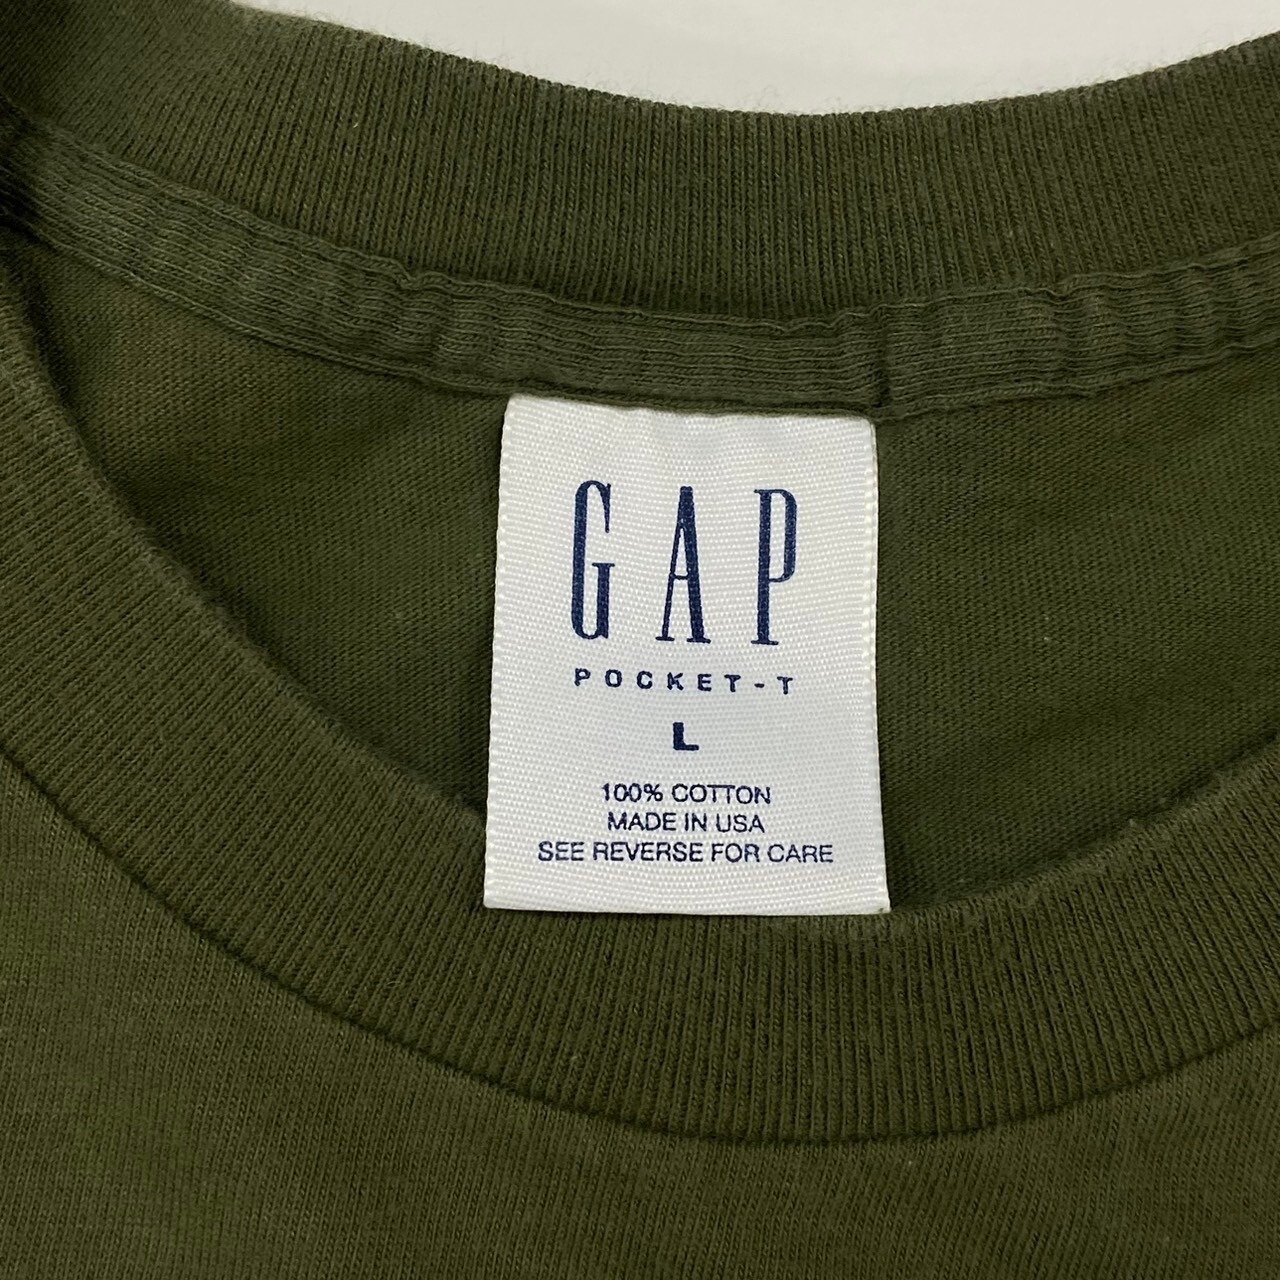 GAP
POCKET-T
L
100% COTTON
MADE IN USA
SEE REVERSE FOR CARE